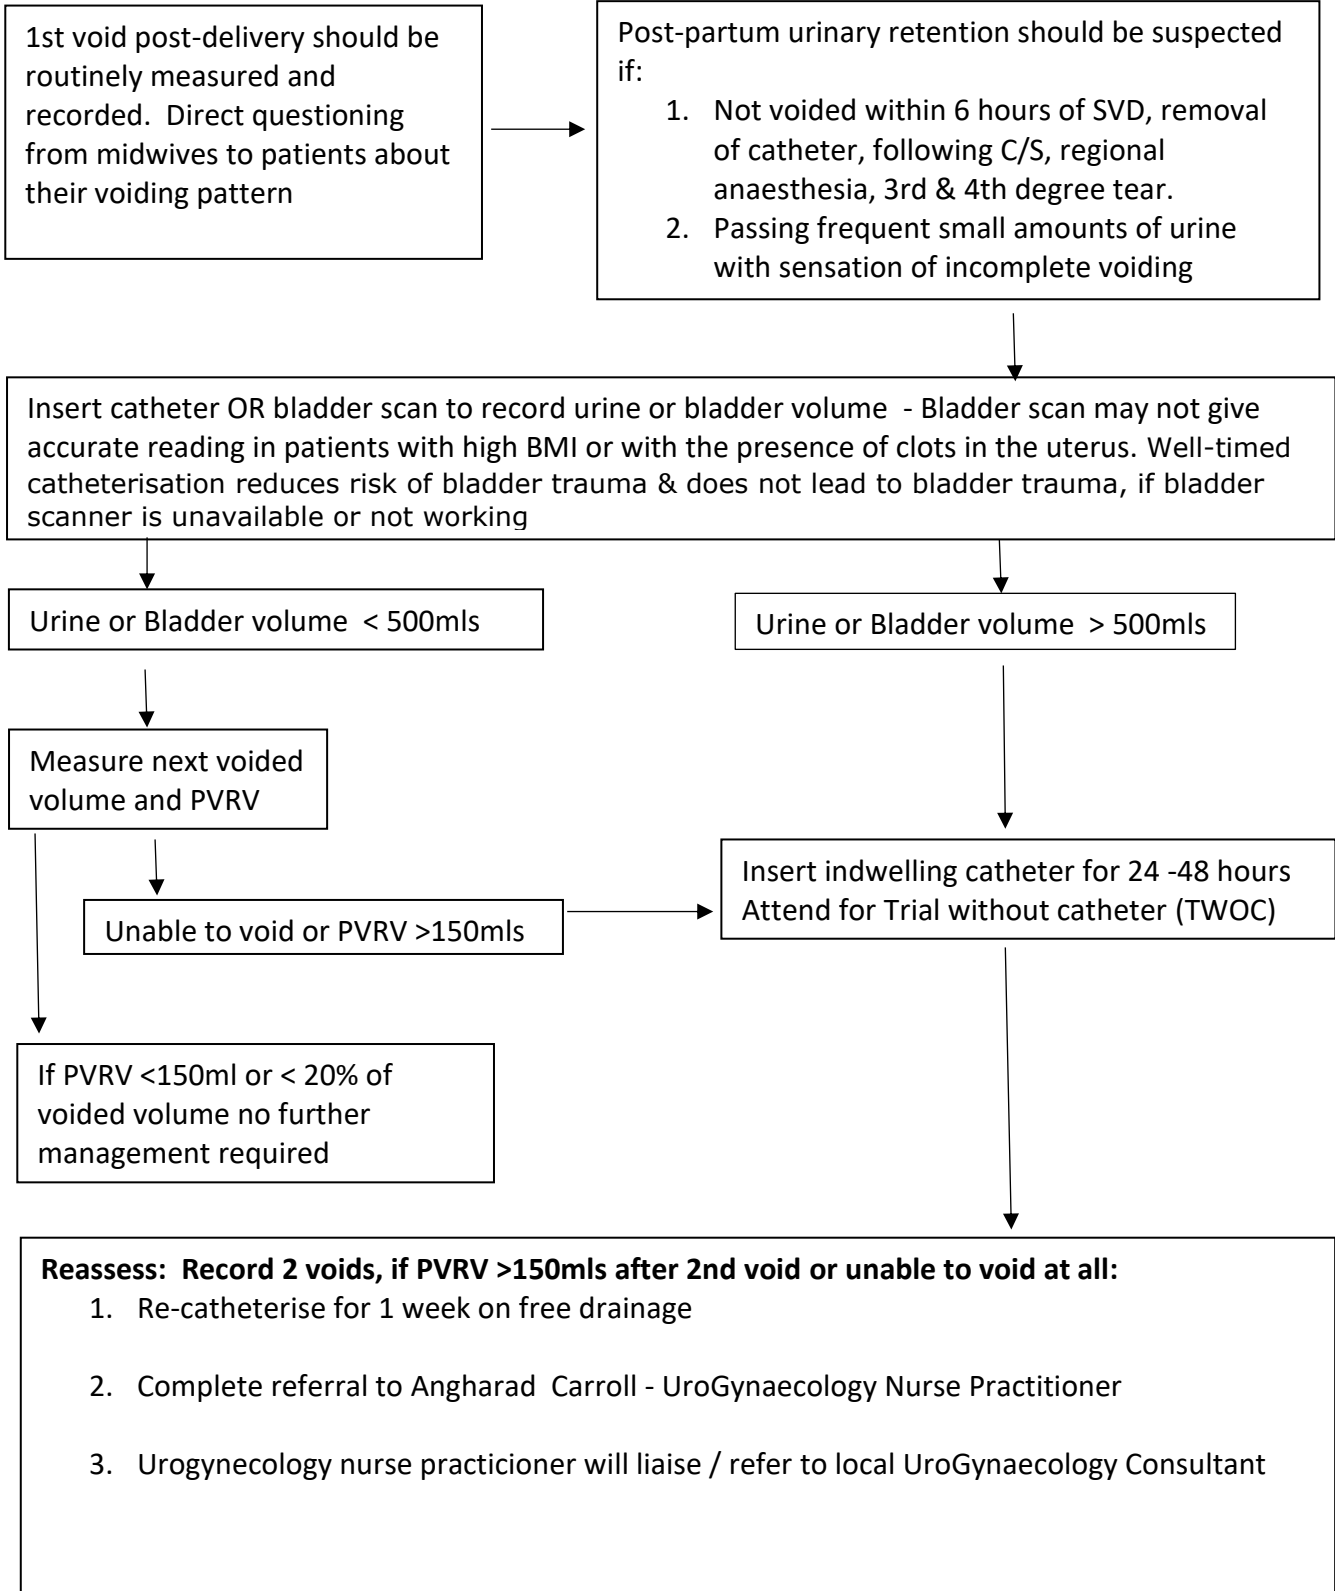 1st void post-delivery should be
routinely measured and
recorded.  Direct questioning
from midwives to patients about
their voiding pattern
Post-partum urinary retention should be suspected
if:
1. Not voided within 6 hours of SVD, removal
of catheter, following C/S, regional
anaesthesia, 3rd & 4th degree tear.
2. Passing frequent small amounts of urine
with sensation of incomplete voiding
Insert catheter OR bladder scan to record urine or bladder volume  - Bladder scan may not give
accurate reading in patients with high BMI or with the presence of clots in the uterus. Well-timed
catheterisation reduces risk of bladder trauma & does not lead to bladder trauma, if bladder
scanner is unavailable or not working
Urine or Bladder volume  < 500mls
Urine or Bladder volume  > 500mls
Measure next voided
volume and PVRV
Unable to void or PVRV >150mls
Insert indwelling catheter for 24 -48 hours
Attend for Trial without catheter (TWOC)
If PVRV <150ml or < 20% of
voided volume no further
management required
Reassess:  Record 2 voids, if PVRV >150mls after 2nd void or unable to void at all:
1. Re-catheterise for 1 week on free drainage
2. Complete referral to Angharad  Carroll - UroGynaecology Nurse Practitioner
3. Urogynecology nurse practicioner will liaise / refer to local UroGynaecology Consultant